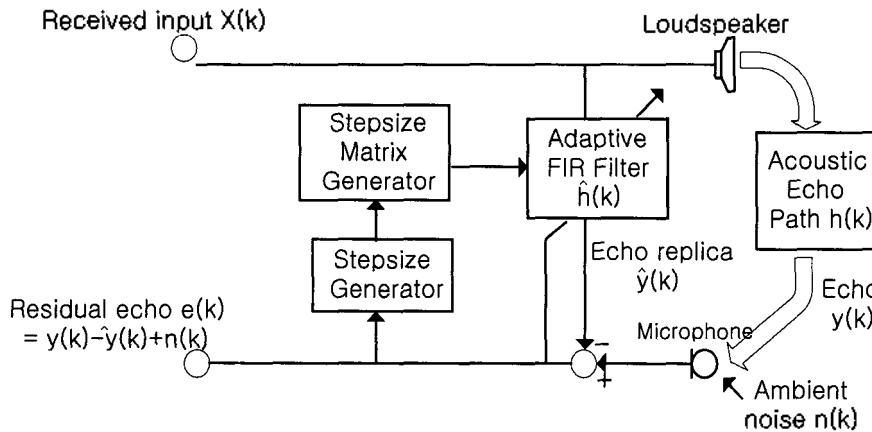 Received input X(k)
Loudspeaker
Stepsize
Matrix
Generator
Adaptive
FIR Filter
ĥ(k)
Acoustic
Echo
Path h(k)
Stepsize
Generator
Echo replica
ŷ(k)
Residual echo e(k)
= y(k)-ŷ(k)+n(k)
Microphone
Echo
y(k)
-
+
Ambient
noise n(k)